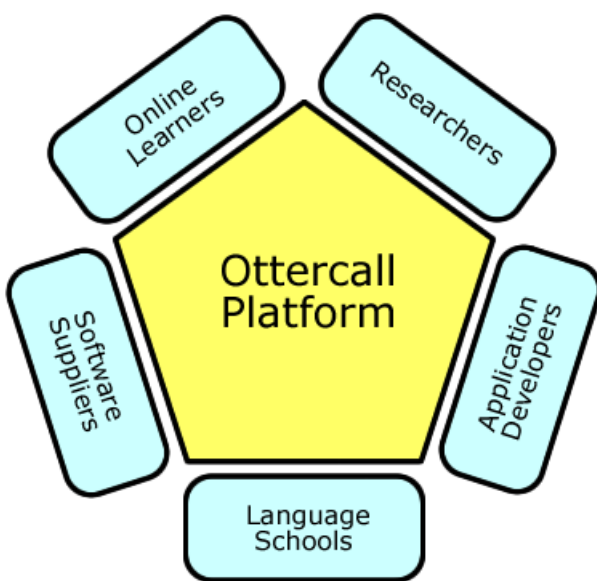 Online
Learners
Researchers
Ottercall
Platform
Software
Suppliers
Application
Developers
Language
Schools